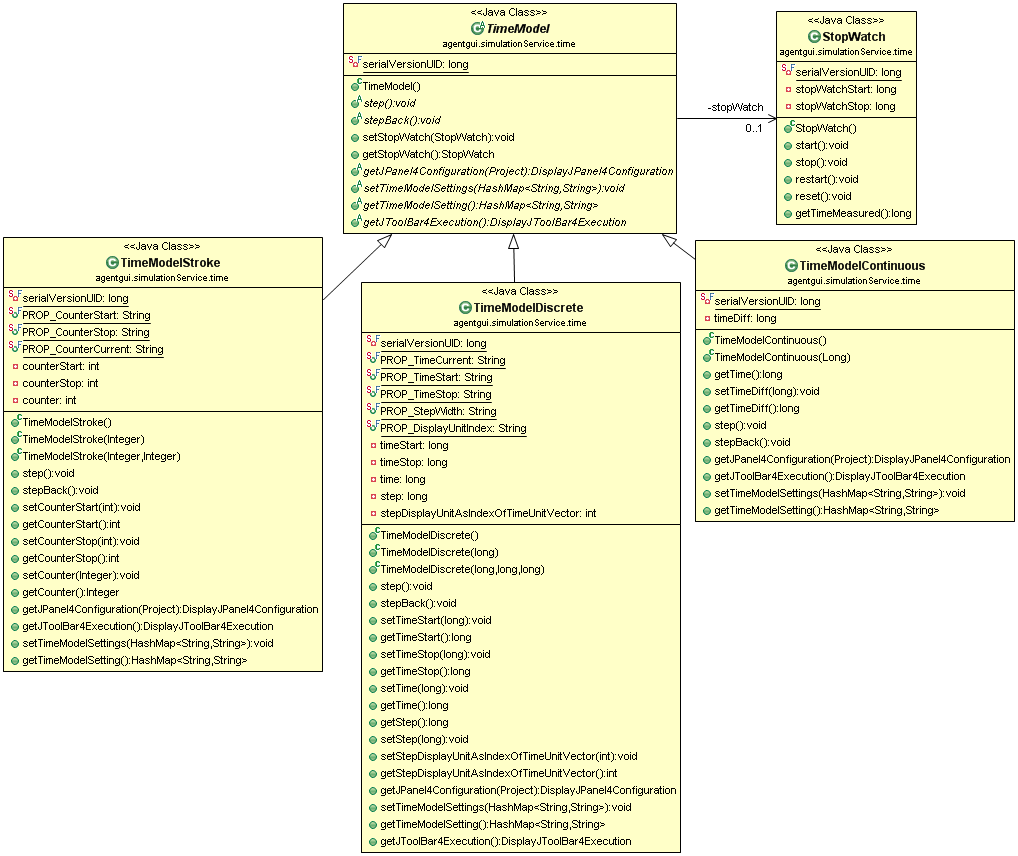 <<Java Class>>
TimeModel
agentgui.simulationService.time
serialVersionUID: long
TimeModel()
step():void
stepBack():void
setStopWatch(StopWatch):void
getStopWatch():StopWatch
getJPanel4Configuration(Project):DisplayJPanel4Configuration
setTimeModelSettings(HashMap<String,String>):void
getTimeModelSetting():HashMap<String,String>
getJToolBar4Execution():DisplayJToolBar4Execution
-stopWatch
0..1
<<Java Class>>
StopWatch
agentgui.simulationService.time
serialVersionUID: long
stopWatchStart: long
stopWatchStop: long
StopWatch()
start():void
stop():void
restart():void
reset():void
getTimeMeasured():long
<<Java Class>>
TimeModelStroke
agentgui.simulationService.time
serialVersionUID: long
PROP_CounterStart: String
PROP_CounterStop: String
PROP_CounterCurrent: String
counterStart: int
counterStop: int
counter: int
TimeModelStroke()
TimeModelStroke(Integer)
TimeModelStroke(Integer,Integer)
step():void
stepBack():void
setCounterStart(int):void
getCounterStart():int
setCounterStop(int):void
getCounterStop():int
setCounter(Integer):void
getCounter():Integer
getJPanel4Configuration(Project):DisplayJPanel4Configuration
getJToolBar4Execution():DisplayJToolBar4Execution
setTimeModelSettings(HashMap<String,String>):void
getTimeModelSetting():HashMap<String,String>
<<Java Class>>
TimeModelDiscrete
agentgui.simulationService.time
serialVersionUID: long
PROP_TimeCurrent: String
PROP_TimeStart: String
PROP_TimeStop: String
PROP_StepWidth: String
PROP_DisplayUnitIndex: String
timeStart: long
timeStop: long
time: long
step: long
stepDisplayUnitAsIndexOfTimeUnitVector: int
TimeModelDiscrete()
TimeModelDiscrete(long)
TimeModelDiscrete(long,long,long)
step():void
stepBack():void
setTimeStart(long):void
getTimeStart():long
setTimeStop(long):void
getTimeStop():long
setTime(long):void
getTime():long
getStep():long
setStep(long):void
setStepDisplayUnitAsIndexOfTimeUnitVector(int):void
getStepDisplayUnitAsIndexOfTimeUnitVector():int
getJPanel4Configuration(Project):DisplayJPanel4Configuration
setTimeModelSettings(HashMap<String,String>):void
getTimeModelSetting():HashMap<String,String>
getJToolBar4Execution():DisplayJToolBar4Execution
<<Java Class>>
TimeModelContinuous
agentgui.simulationService.time
serialVersionUID: long
timeDiff: long
TimeModelContinuous()
TimeModelContinuous(Long)
getTime():long
setTimeDiff(long):void
getTimeDiff():long
step():void
stepBack():void
getJPanel4Configuration(Project):DisplayJPanel4Configuration
getJToolBar4Execution():DisplayJToolBar4Execution
setTimeModelSettings(HashMap<String,String>):void
getTimeModelSetting():HashMap<String,String>